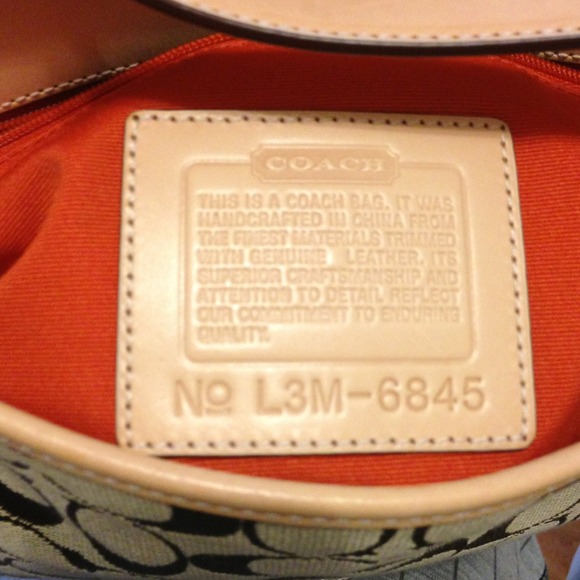 COACH
THIS IS A COACH BAG. IT WAS
HANDCRAFTED IN CHINA FROM
THE FINEST MATERIALS TRIMMED
WITH GENUINE LEATHER. ITS
SUPERIOR CRAFTSMANSHIP AND
ATTENTION TO DETAIL REFLECT
OUR COMMITMENT TO ENDURING
QUALITY.
No L3M-6845